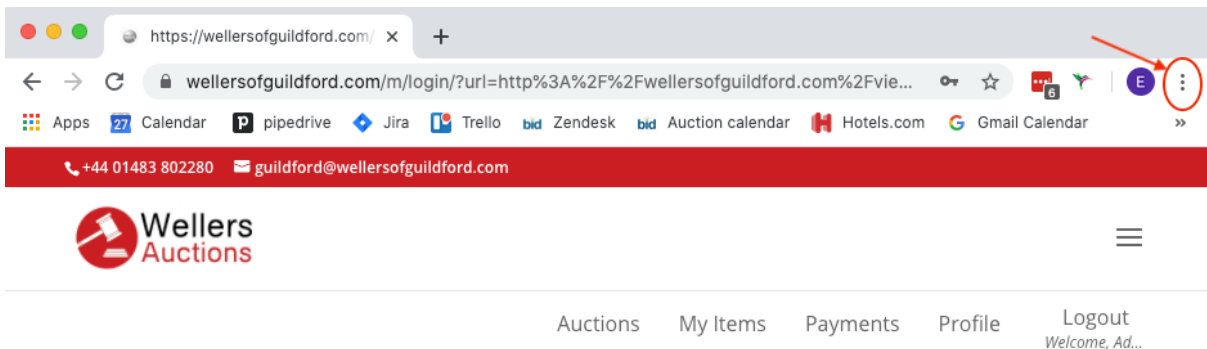 https://wellersofguildford.com/
wellersofguildford.com/m/login/?url=http%3A%2F%2Fwellersofguildford.com%2Fvie...
6
E
Apps 27 Calendar p pipedrive Jira Trello bid Zendesk bid Auction calendar H Hotels.com G Gmail Calendar »
+44 01483 802280 guildford@wellersofguildford.com
Wellers
Auctions
Auctions My Items Payments Profile Logout
Welcome, Ad...